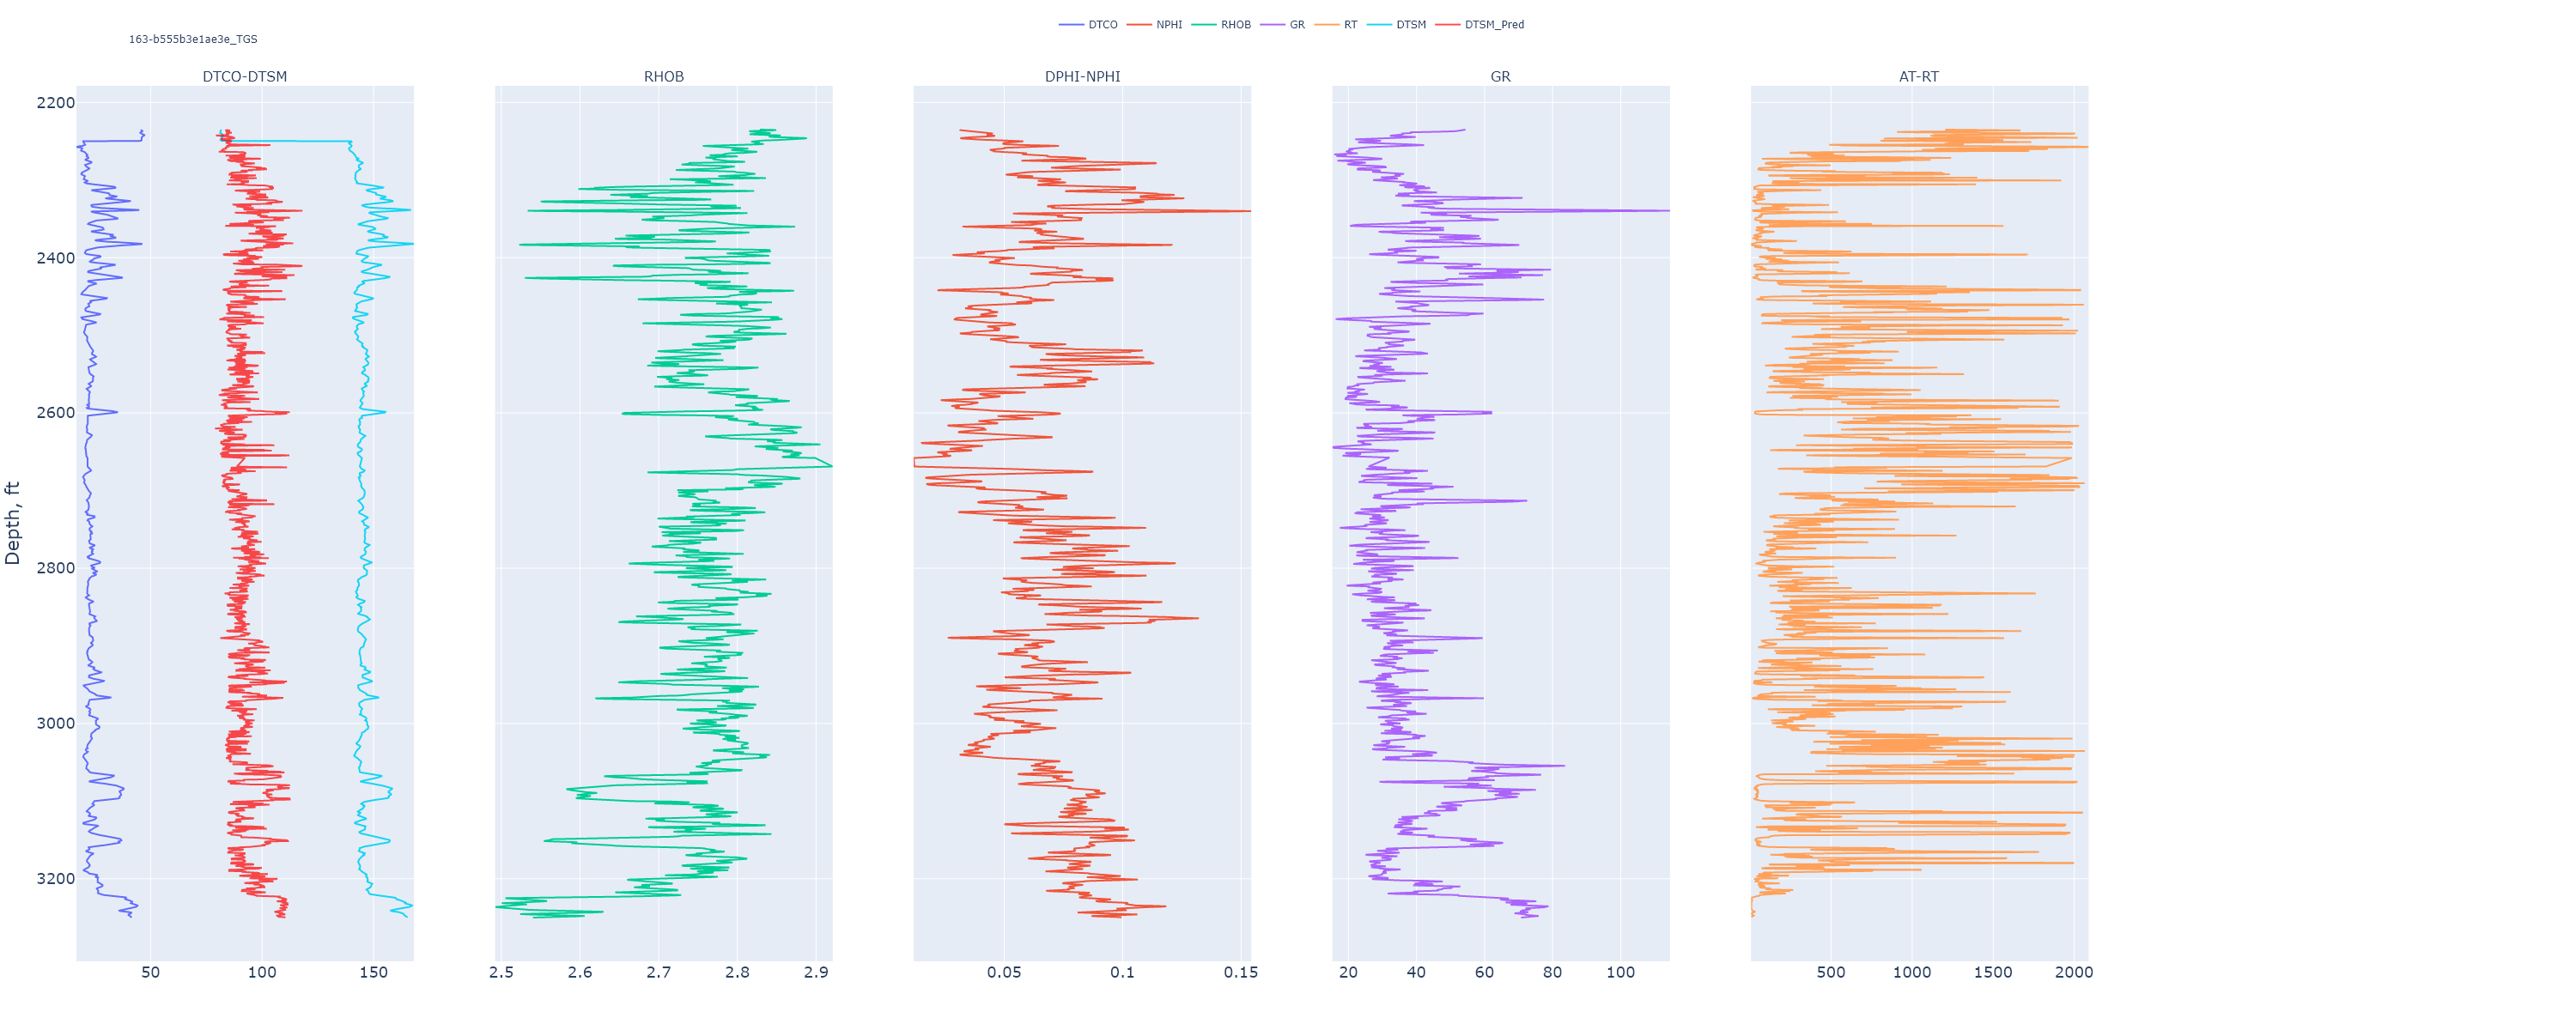 DTCO NPHI RHOB GR RT DTSM DTSM_Pred
163-b555b3e1ae3e_TGS
DTCO-DTSM RHOB DPHI-NPHI GR AT-RT
2200
2400
2600
2800
3000
3200
Depth, ft
50 100 150 2.5 2.6 2.7 2.8 2.9 0.05 0.1 0.15 20 40 60 80 100 500 1000 1500 2000